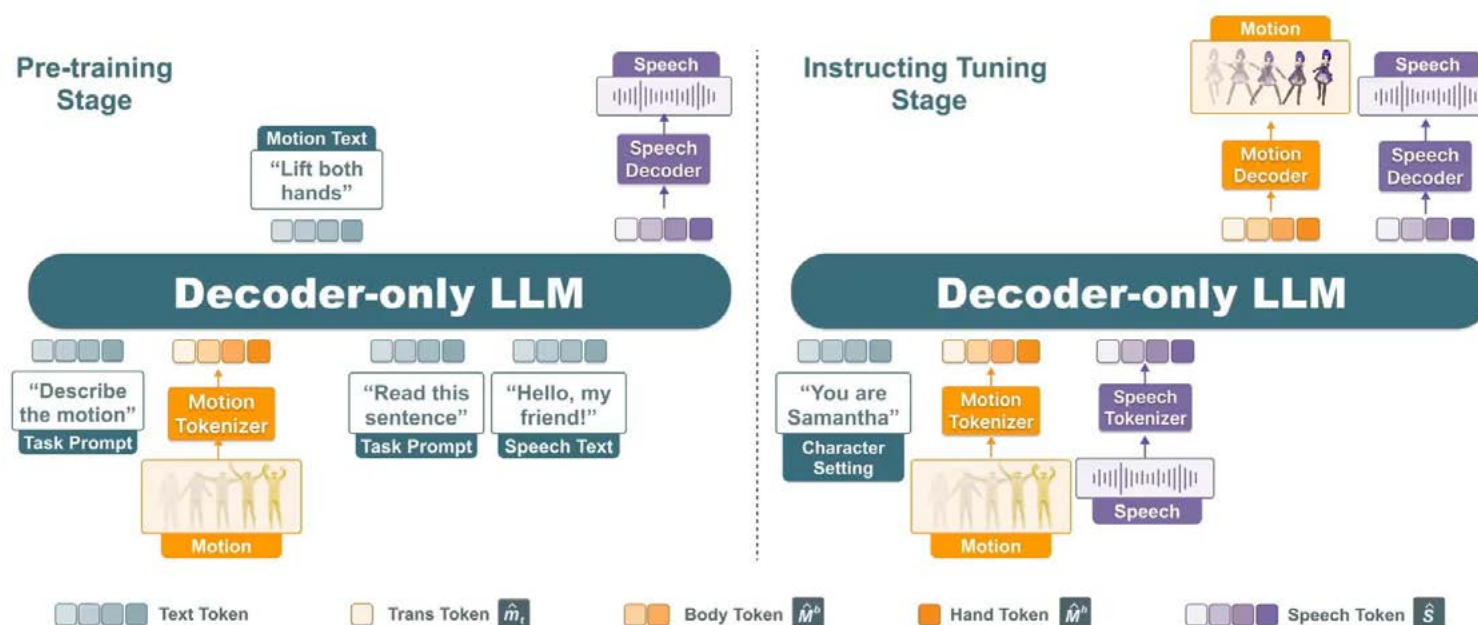 Pre-training
Stage
Motion Text
“Lift both
hands”
Speech
Speech
Decoder
Decoder-only LLM
“Describe
the motion”
Task Prompt
Motion
Tokenizer
Motion
“Read this
sentence”
Task Prompt
“Hello, my
friend!”
Speech Text
Instructing Tuning
Stage
Motion
Motion
Decoder
Speech
Speech
Decoder
Decoder-only LLM
“You are
Samantha”
Character
Setting
Motion
Tokenizer
Motion
Speech
Tokenizer
Speech
Text Token
Trans Token m̂ₜ
Body Token M̂ᵇ
Hand Token M̂ʰ
Speech Token Ŝ